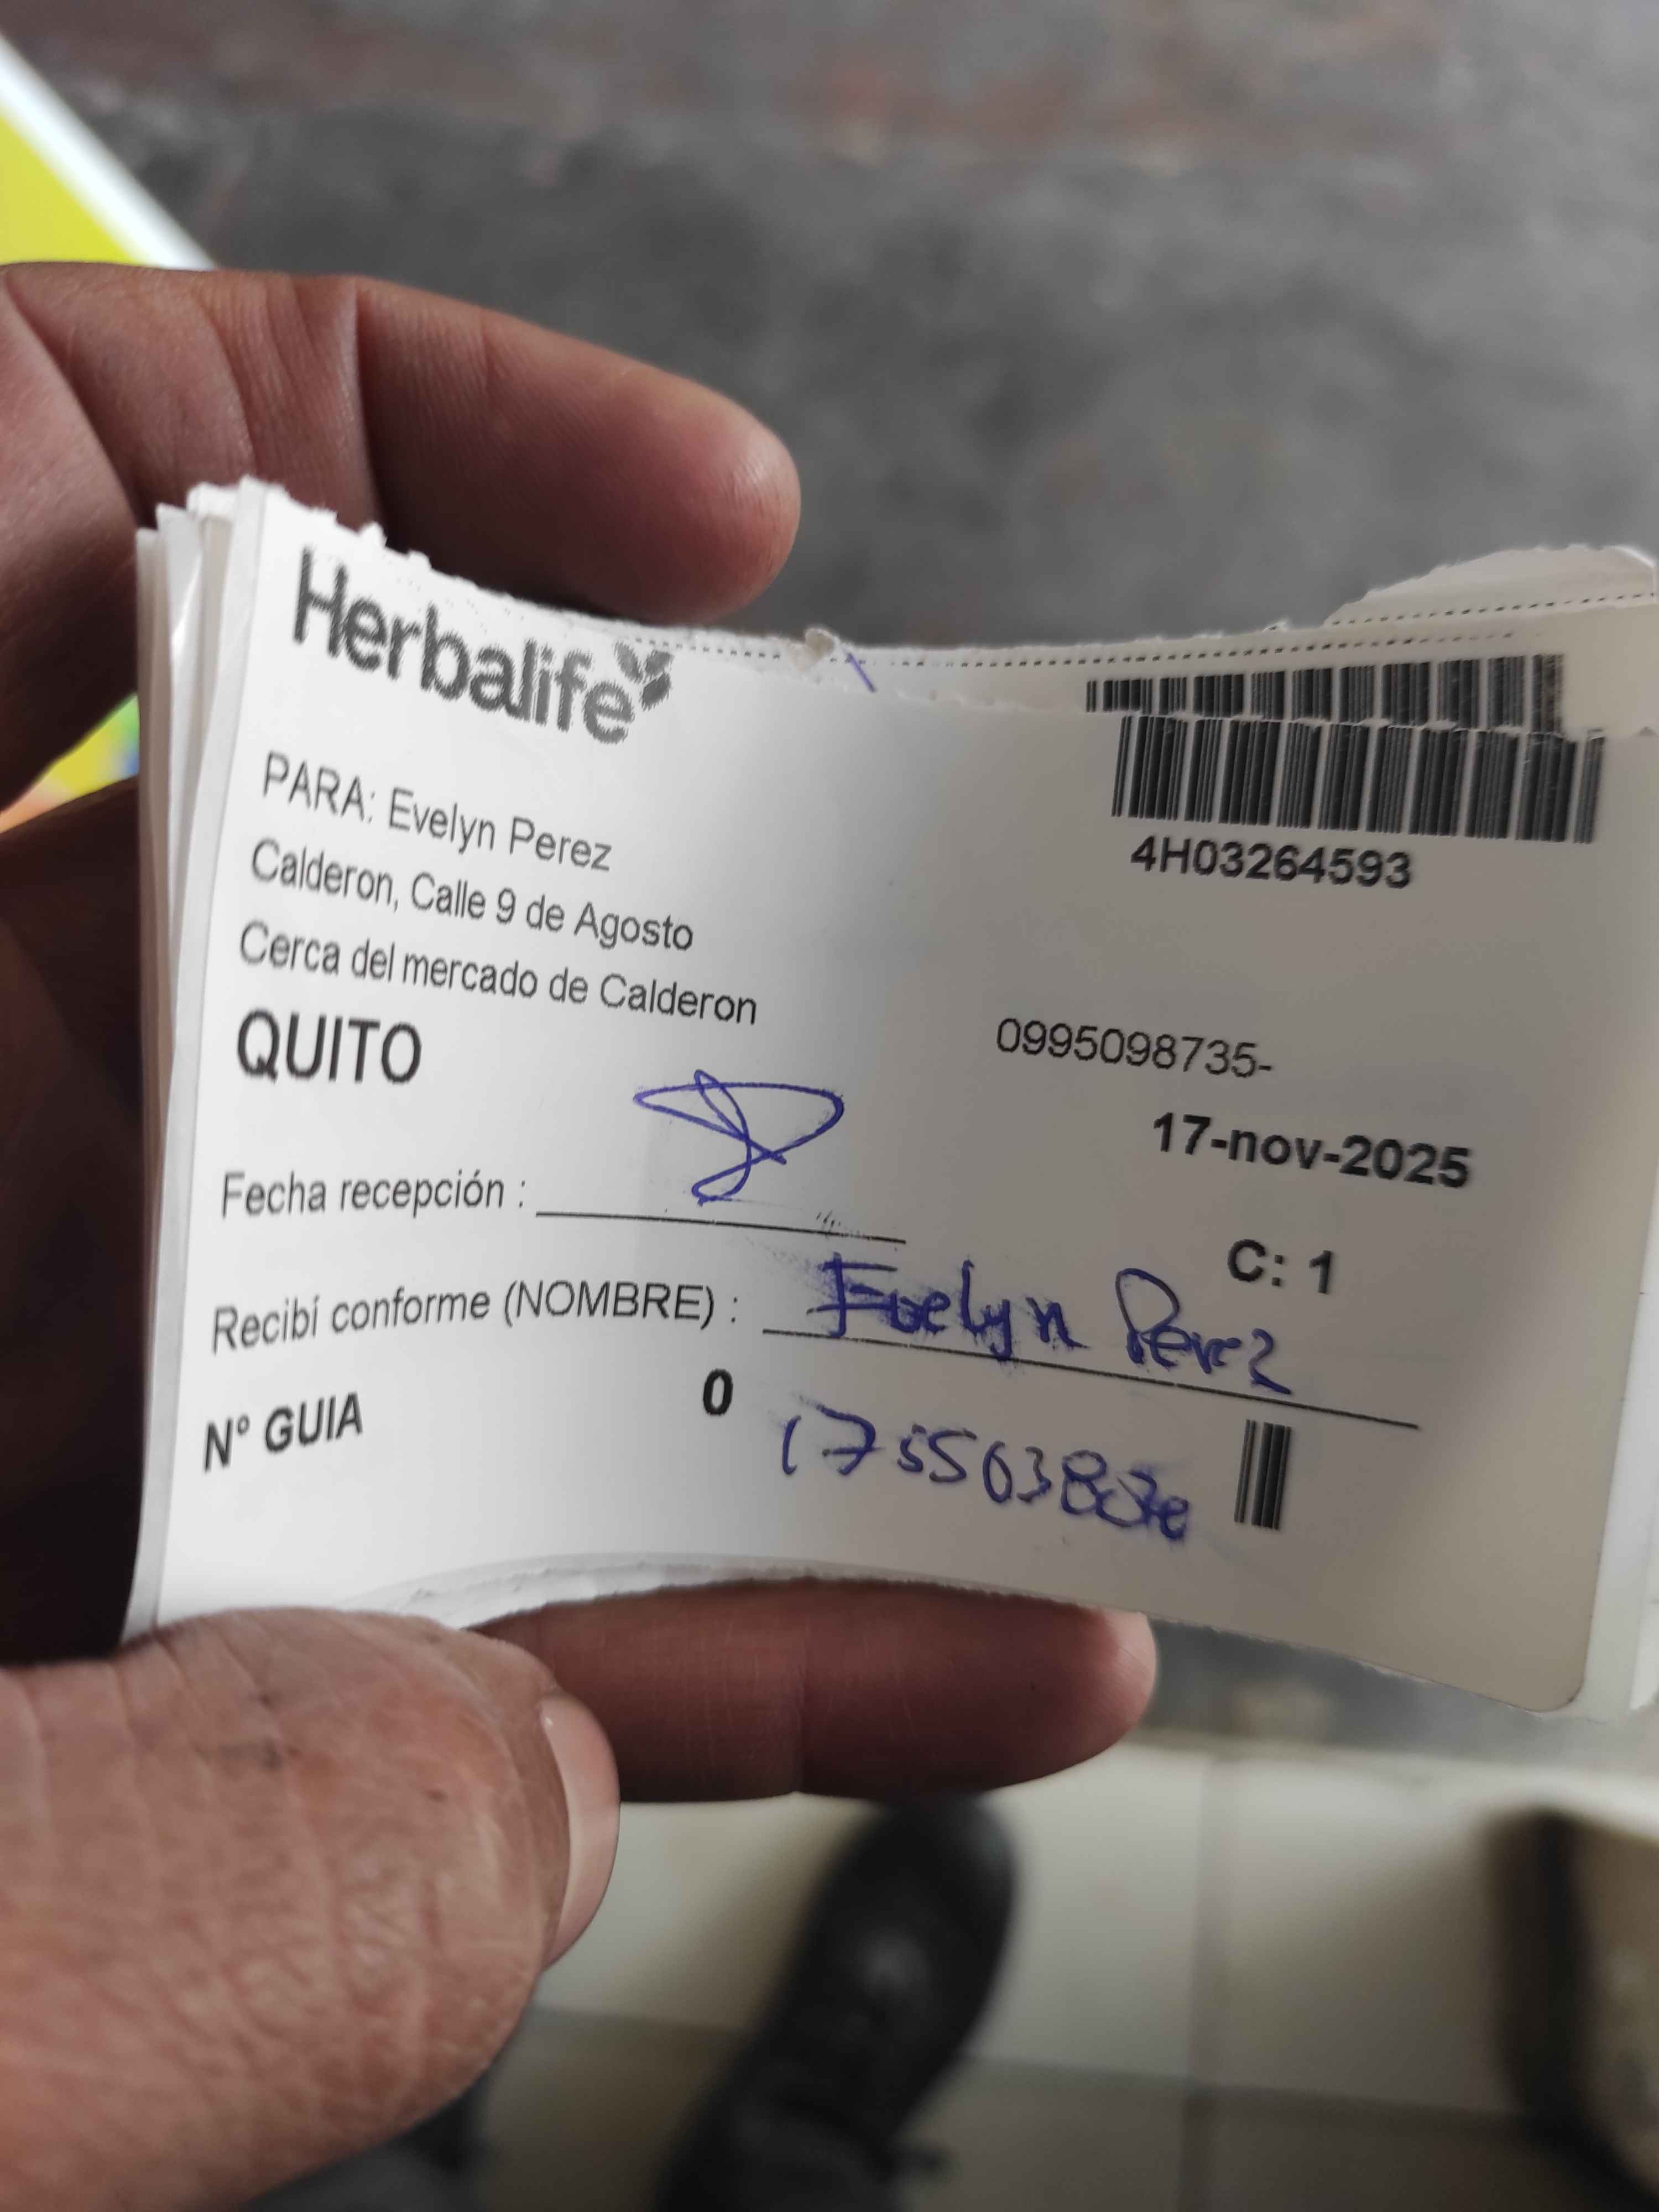 Herbalife
4H03264593
PARA: Evelyn Perez
Calderon, Calle 9 de Agosto
Cerca del mercado de Calderon
QUITO
0995098735-
17-nov-2025
Fecha recepción :
C: 1
Recibí conforme (NOMBRE) : Evelyn Perez
N° GUIA 0